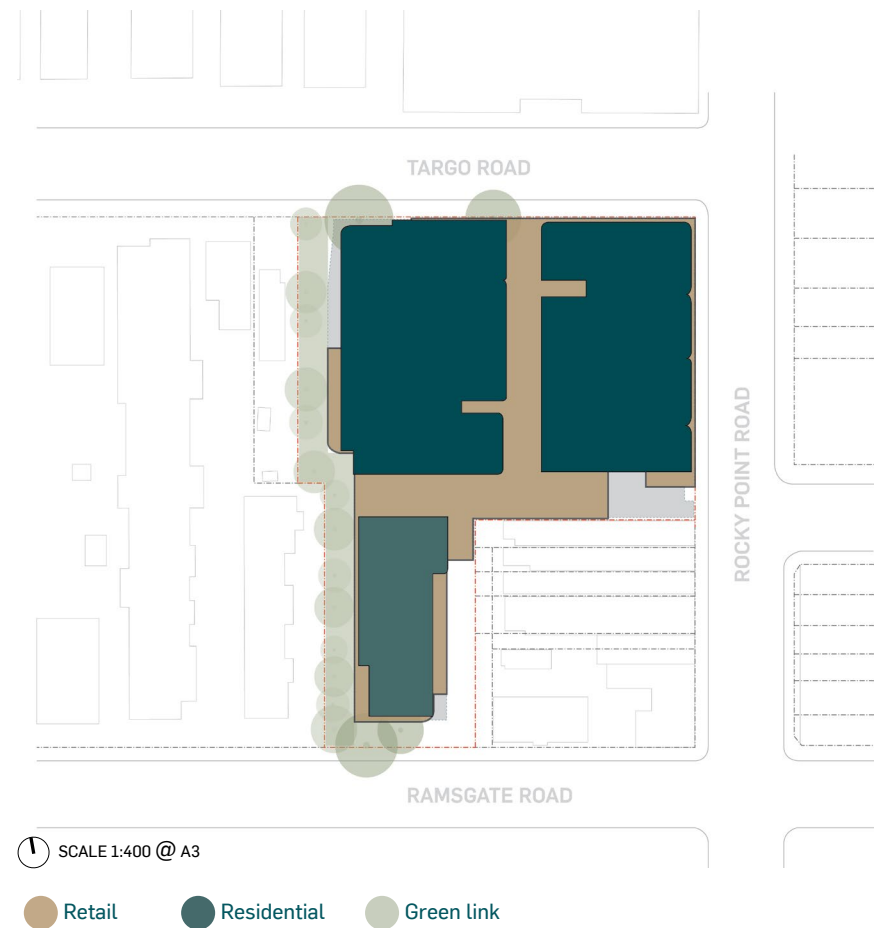 TARGO ROAD
ROCKY POINT ROAD
RAMSGATE ROAD
SCALE 1:400 @ A3
Retail
Residential
Green link